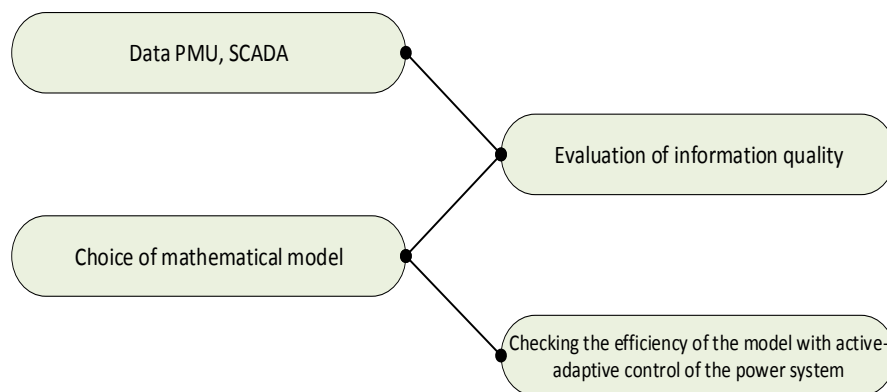 Data PMU, SCADA
Evaluation of information quality
Choice of mathematical model
Checking the efficiency of the model with active-
adaptive control of the power system